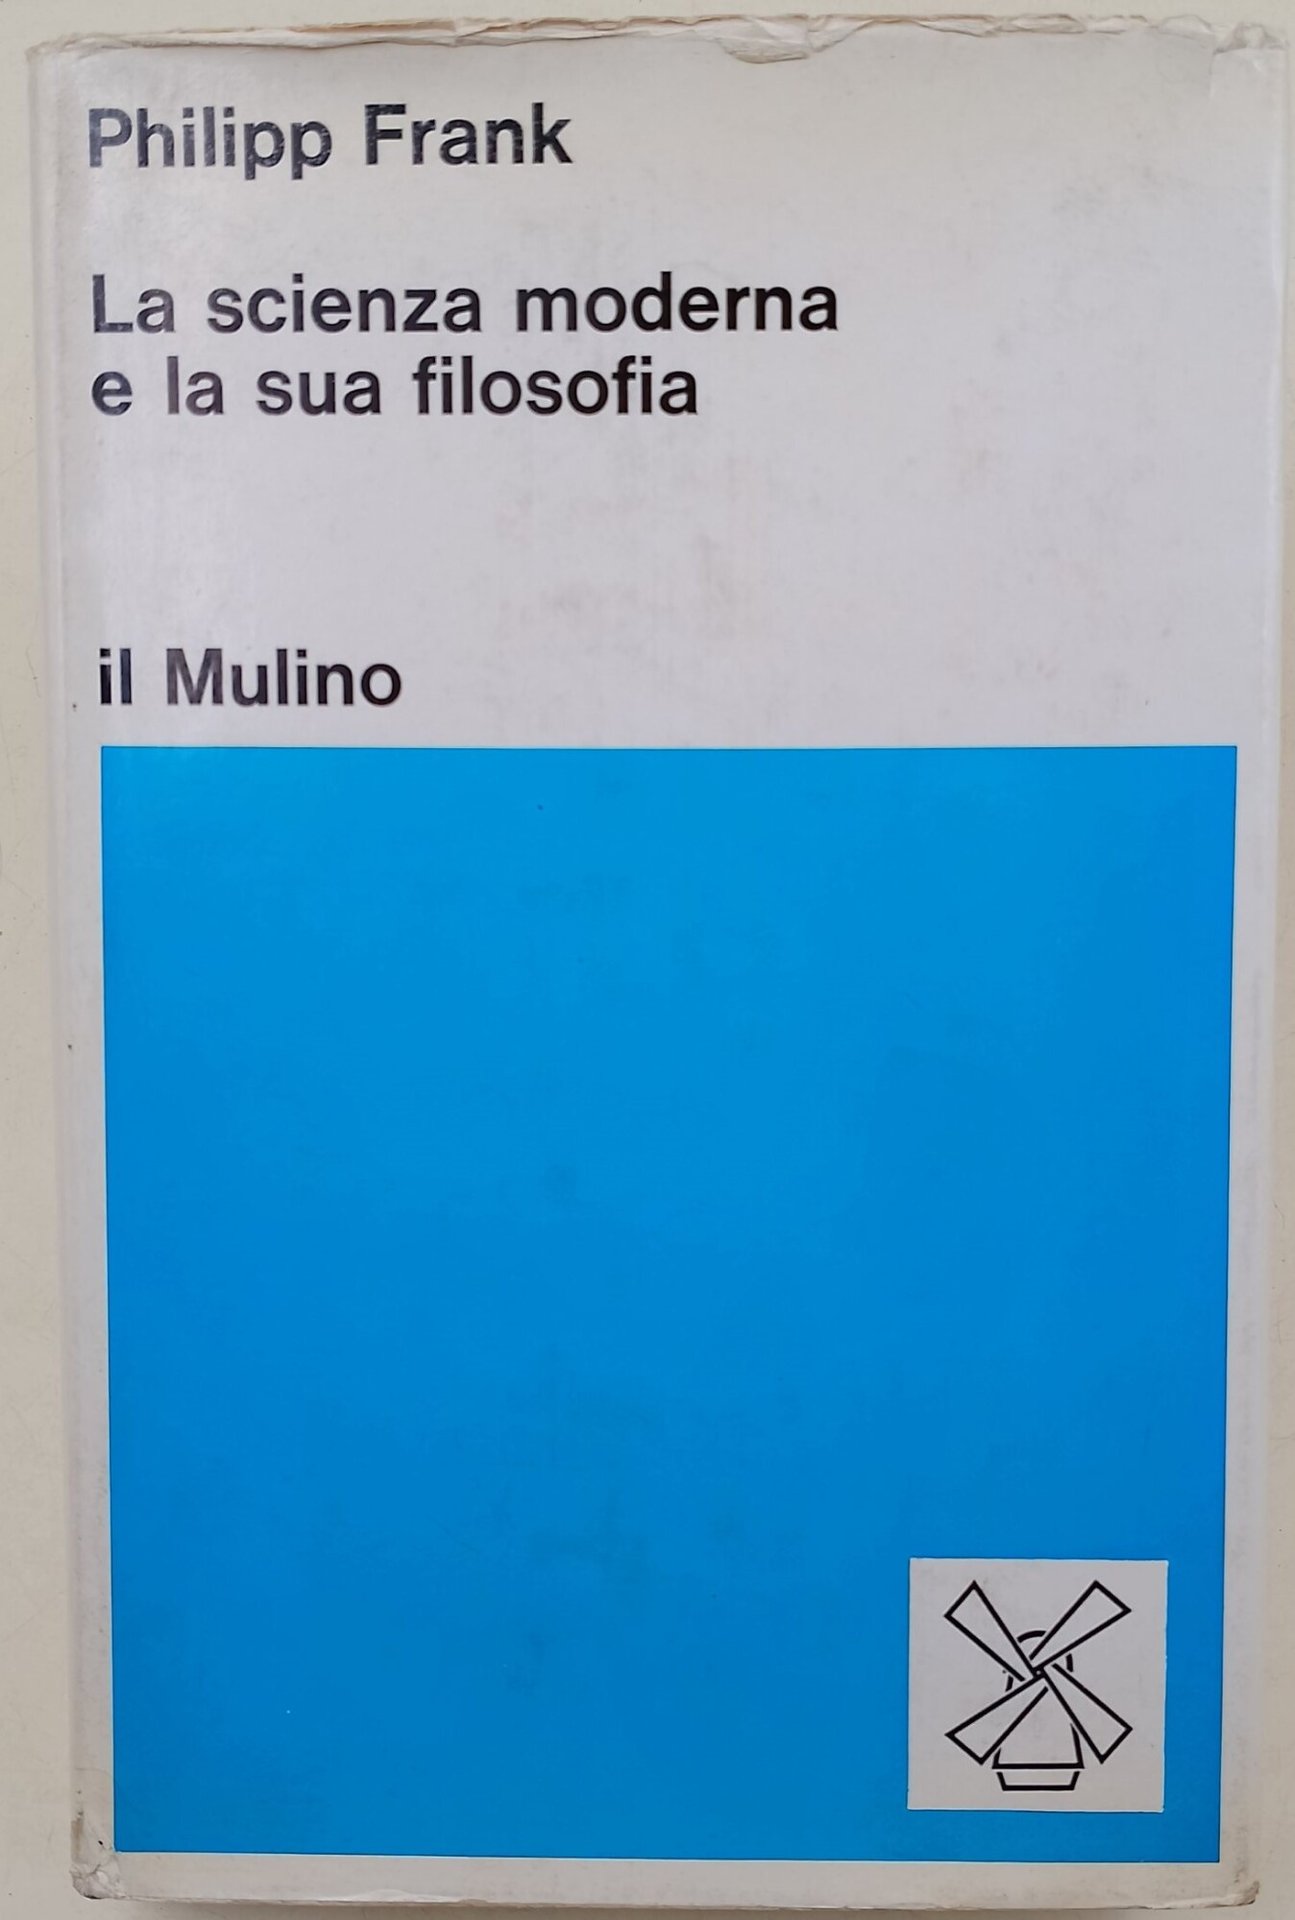 Philipp Frank
La scienza moderna
e la sua filosofia
il Mulino